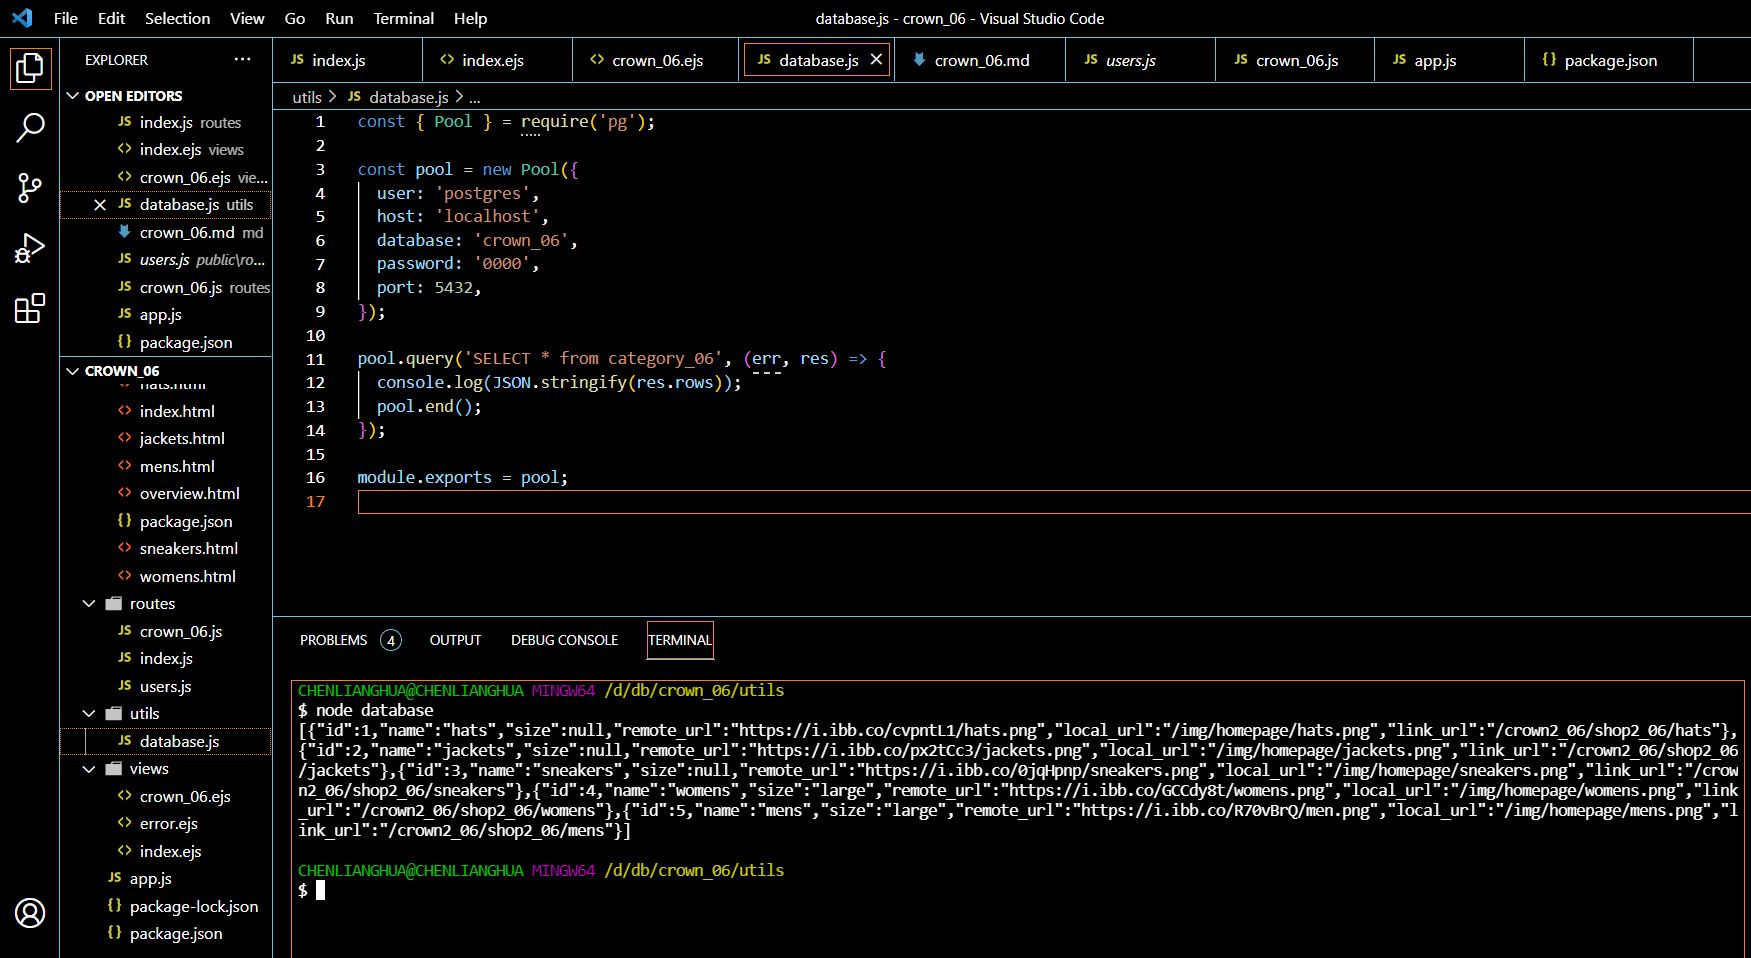 File Edit Selection View Go Run Terminal Help
database.js - crown_06 - Visual Studio Code
EXPLORER ...
OPEN EDITORS
JS index.js routes
<> index.ejs views
<> crown_06.ejs vie...
× JS database.js utils
crown_06.md md
JS users.js public\ro...
JS crown_06.js routes
JS app.js
{} package.json
CROWN_06
<> hats.html
<> index.html
<> jackets.html
<> mens.html
<> overview.html
{} package.json
<> sneakers.html
<> womens.html
routes
JS crown_06.js
JS index.js
JS users.js
utils
JS database.js
views
<> crown_06.ejs
<> error.ejs
<> index.ejs
JS app.js
{} package-lock.json
{} package.json
JS index.js <> index.ejs <> crown_06.ejs JS database.js × crown_06.md JS users.js JS crown_06.js JS app.js {} package.json
utils > JS database.js > ...
1 const { Pool } = require('pg');
2
3 const pool = new Pool({
4 user: 'postgres',
5 host: 'localhost',
6 database: 'crown_06',
7 password: '0000',
8 port: 5432,
9 });
10
11 pool.query('SELECT * from category_06', (err, res) => {
12 console.log(JSON.stringify(res.rows));
13 pool.end();
14 });
15
16 module.exports = pool;
17
PROBLEMS 4 OUTPUT DEBUG CONSOLE TERMINAL
CHENLIANGHUA@CHENLIANGHUA MINGW64 /d/db/crown_06/utils
$ node database
[{"id":1,"name":"hats","size":null,"remote_url":"https://i.ibb.co/cvpntL1/hats.png","local_url":"/img/homepage/hats.png","link_url":"/crown2_06/shop2_06/hats"},
{"id":2,"name":"jackets","size":null,"remote_url":"https://i.ibb.co/px2tCc3/jackets.png","local_url":"/img/homepage/jackets.png","link_url":"/crown2_06/shop2_06
/jackets"},{"id":3,"name":"sneakers","size":null,"remote_url":"https://i.ibb.co/0jqHpnp/sneakers.png","local_url":"/img/homepage/sneakers.png","link_url":"/crow
n2_06/shop2_06/sneakers"},{"id":4,"name":"womens","size":"large","remote_url":"https://i.ibb.co/GCCdy8t/womens.png","local_url":"/img/homepage/womens.png","link
_url":"/crown2_06/shop2_06/womens"},{"id":5,"name":"mens","size":"large","remote_url":"https://i.ibb.co/R70vBrQ/men.png","local_url":"/img/homepage/mens.png","l
ink_url":"/crown2_06/shop2_06/mens"}]
CHENLIANGHUA@CHENLIANGHUA MINGW64 /d/db/crown_06/utils
$